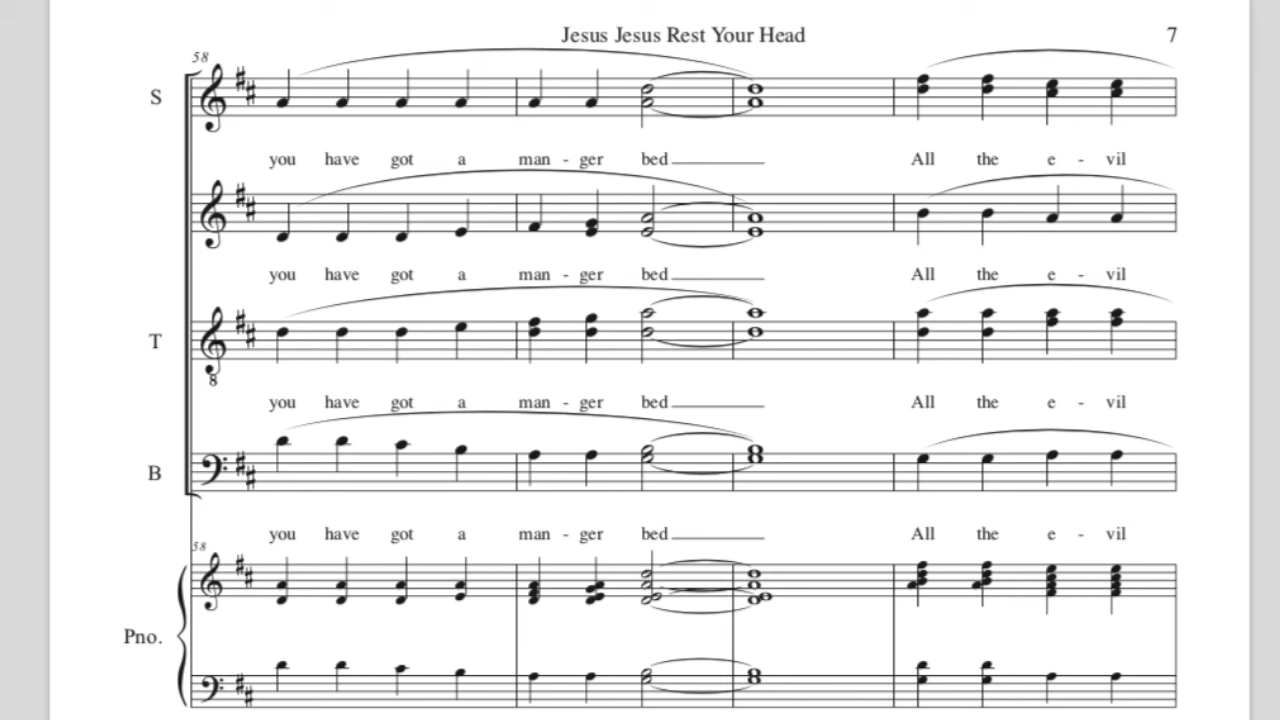 Jesus Jesus Rest Your Head 7
58
S
you have got a man - ger bed All the e - vil
you have got a man - ger bed All the e - vil
T
8
you have got a man - ger bed All the e - vil
B
you have got a man - ger bed All the e - vil
58
Pno.